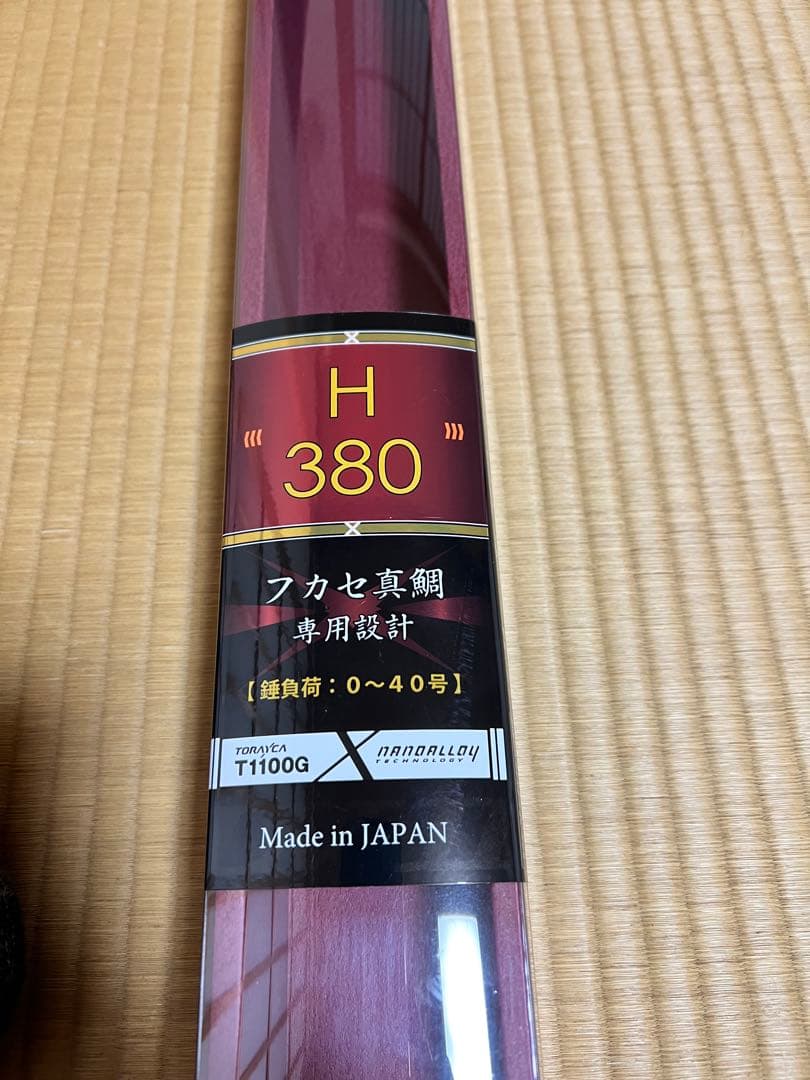 H
380
フカセ真鯛
専用設計
【錘負荷：０～４０号】
TORAYCA
T1100G
NANOALLOY
TECHNOLOGY
Made in JAPAN